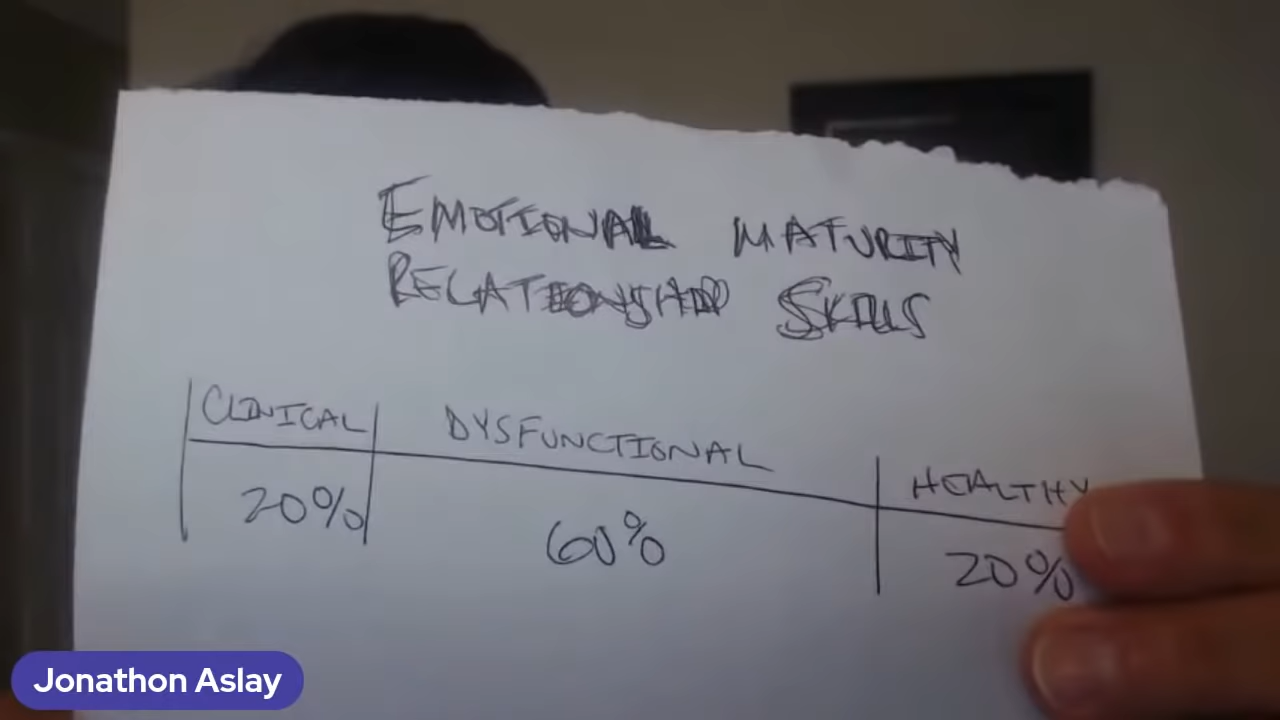 EMOTIONAL MATURITY
RELATIONSHIP SKILLS
CLINICAL DYSFUNCTIONAL HEALTHY
20% 60% 20%
Jonathon Aslay